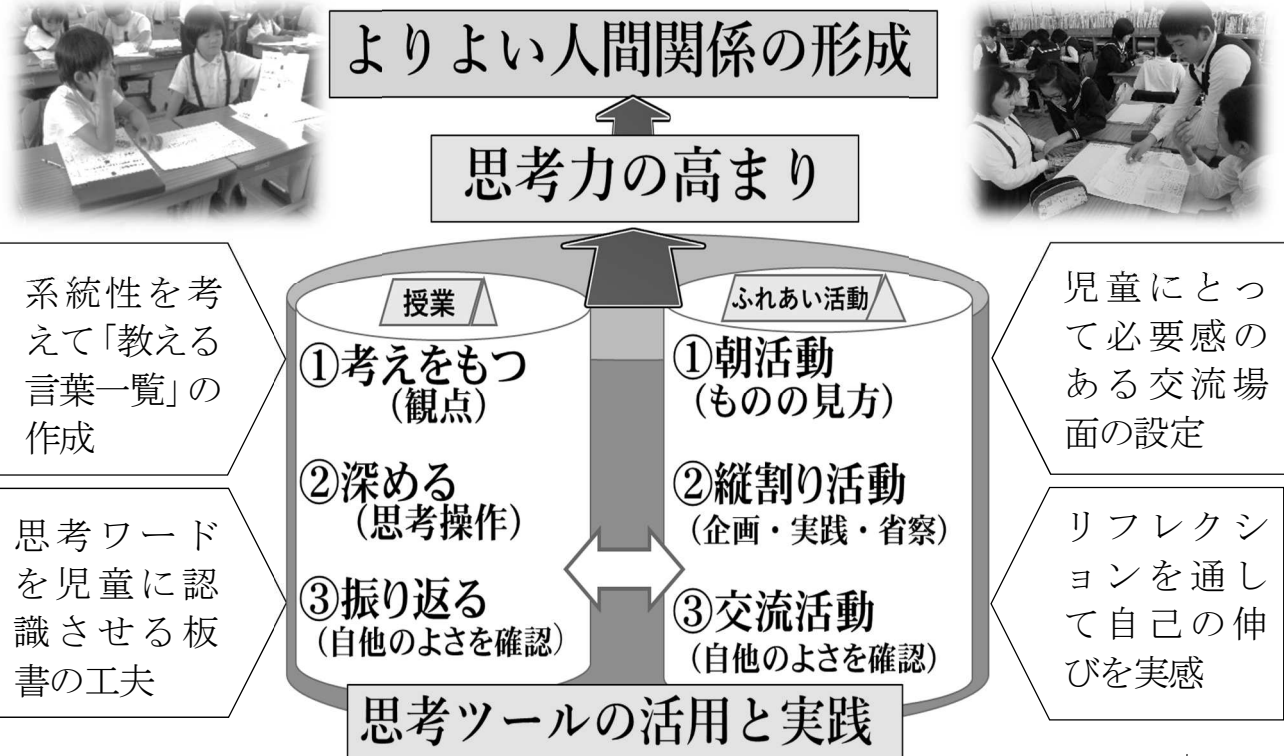 よりよい人間関係の形成
思考力の高まり
系統性を考
えて「教える
言葉一覧」の
作成
思考ワード
を児童に認
識させる板
書の工夫
授業
①考えをもつ
(観点)
②深める
(思考操作)
③振り返る
(自他のよさを確認)
ふれあい活動
①朝活動
(ものの見方)
②縦割り活動
(企画・実践・省察)
③交流活動
(自他のよさを確認)
児童にとっ
て必要感の
ある交流場
面の設定
リフレクシ
ョンを通し
て自己の伸
びを実感
思考ツールの活用と実践